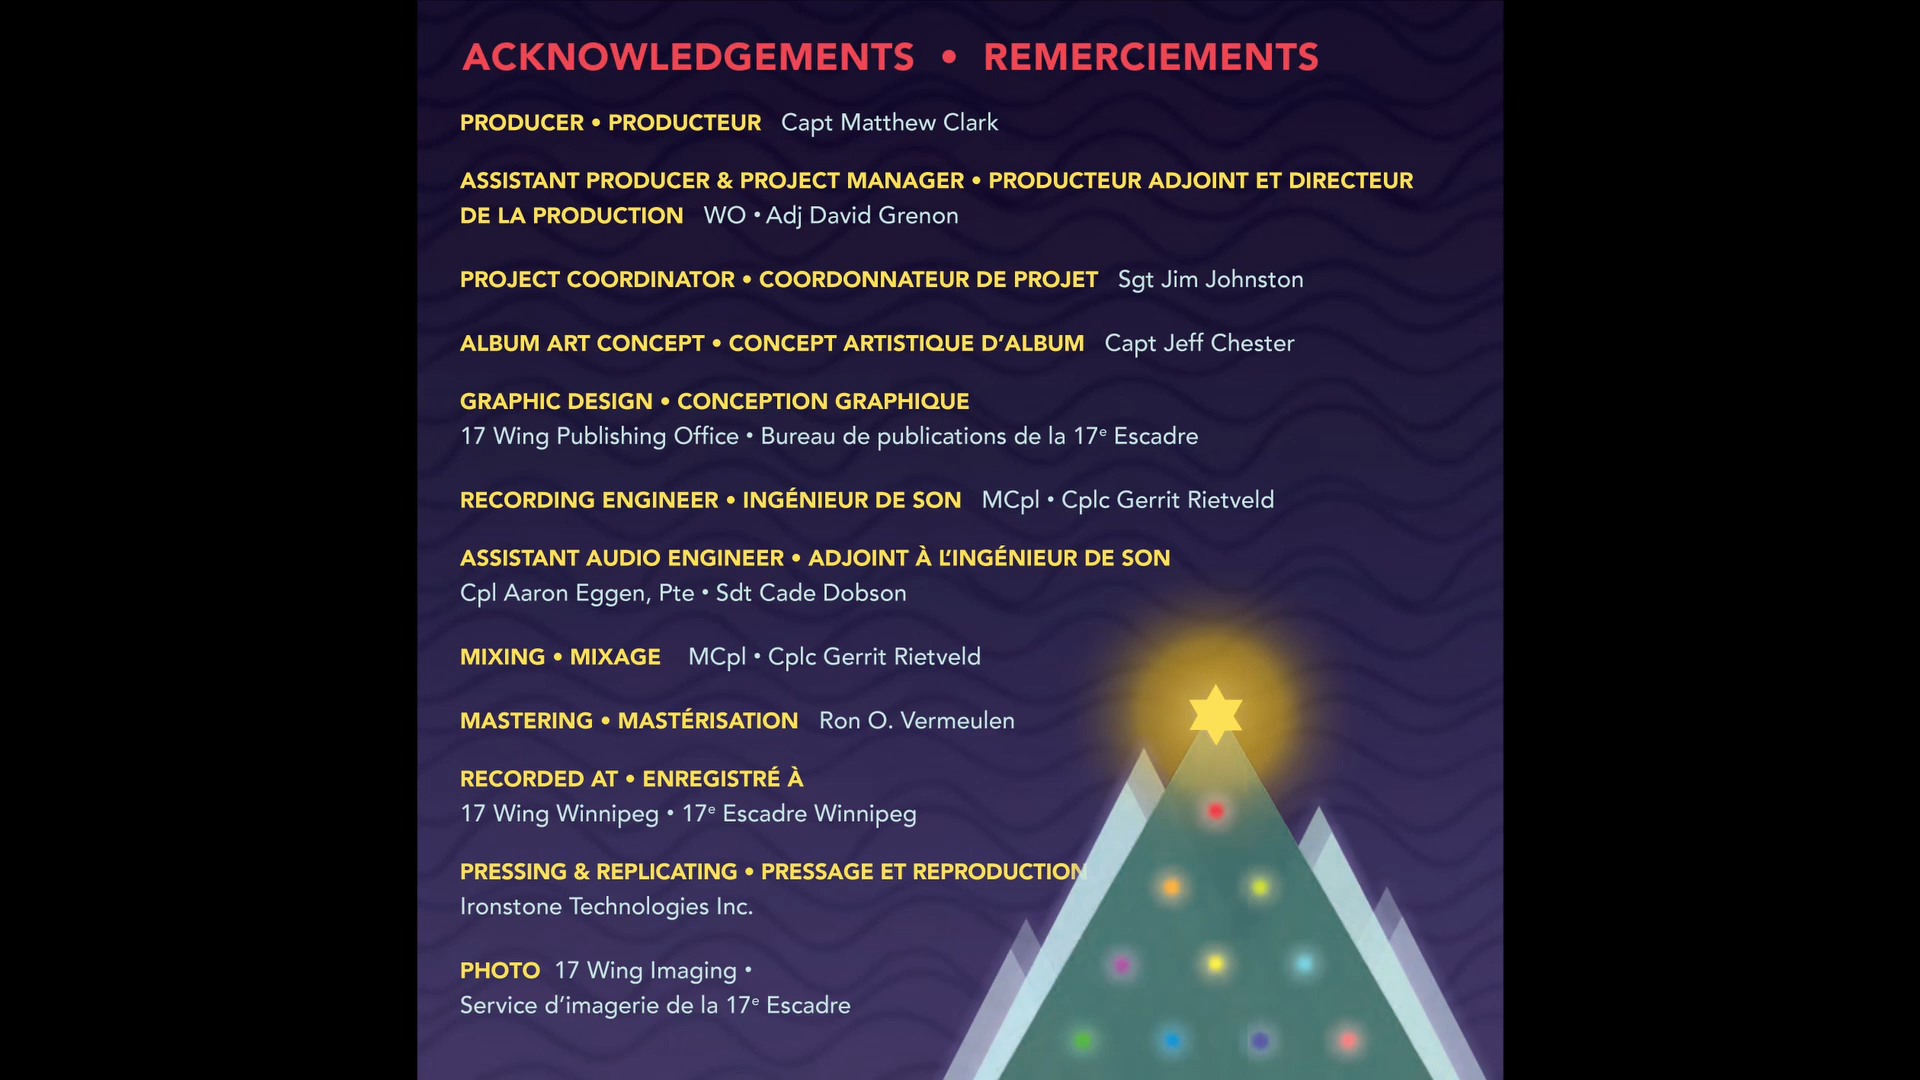 ACKNOWLEDGEMENTS • REMERCIEMENTS
PRODUCER • PRODUCTEUR Capt Matthew Clark
ASSISTANT PRODUCER & PROJECT MANAGER • PRODUCTEUR ADJOINT ET DIRECTEUR
DE LA PRODUCTION WO • Adj David Grenon
PROJECT COORDINATOR • COORDONNATEUR DE PROJET Sgt Jim Johnston
ALBUM ART CONCEPT • CONCEPT ARTISTIQUE D’ALBUM Capt Jeff Chester
GRAPHIC DESIGN • CONCEPTION GRAPHIQUE
17 Wing Publishing Office • Bureau de publications de la 17ᵉ Escadre
RECORDING ENGINEER • INGÉNIEUR DE SON MCpl • Cplc Gerrit Rietveld
ASSISTANT AUDIO ENGINEER • ADJOINT À L’INGÉNIEUR DE SON
Cpl Aaron Eggen, Pte • Sdt Cade Dobson
MIXING • MIXAGE MCpl • Cplc Gerrit Rietveld
MASTERING • MASTÉRISATION Ron O. Vermeulen
RECORDED AT • ENREGISTRÉ À
17 Wing Winnipeg • 17ᵉ Escadre Winnipeg
PRESSING & REPLICATING • PRESSAGE ET REPRODUCTION
Ironstone Technologies Inc.
PHOTO 17 Wing Imaging •
Service d’imagerie de la 17ᵉ Escadre